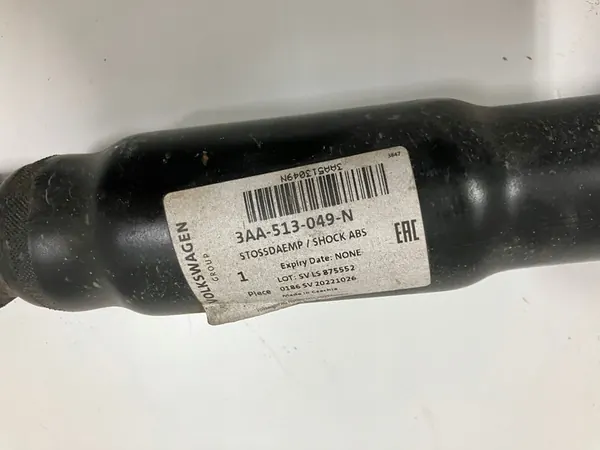 3847
3AA513049N
3AA-513-049-N
STOSSDAEMP / SHOCK ABS
Expiry Date: NONE
1 Piece
LOT: SV LS 875552
0186 SV 20221026
Made in Czechia
VOLKSWAGEN
GROUP
EAC